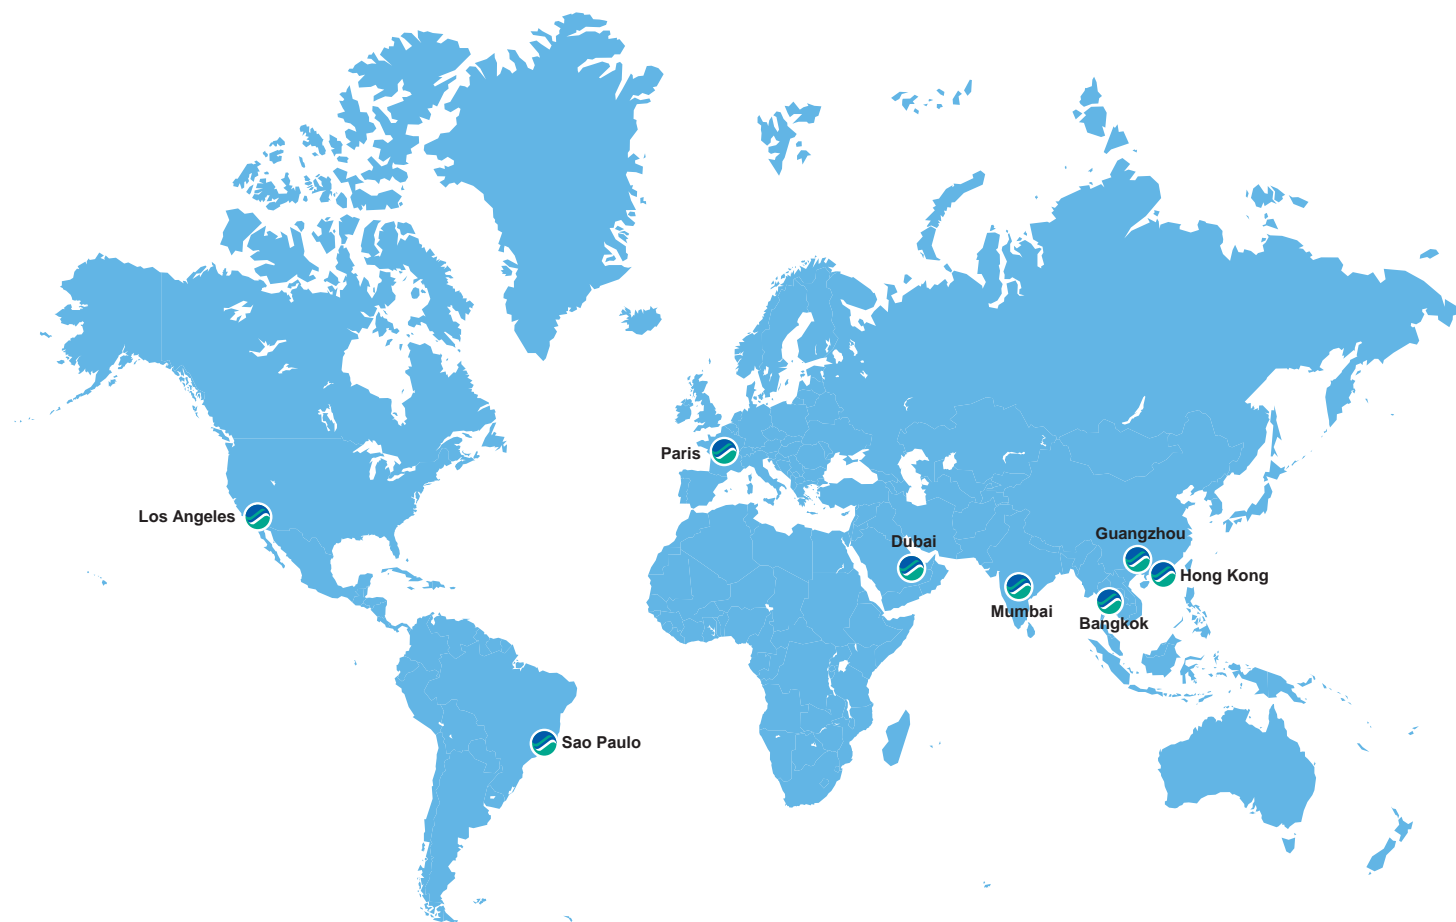 Paris
Los Angeles
Guangzhou
Dubai
Hong Kong
Mumbai
Bangkok
Sao Paulo